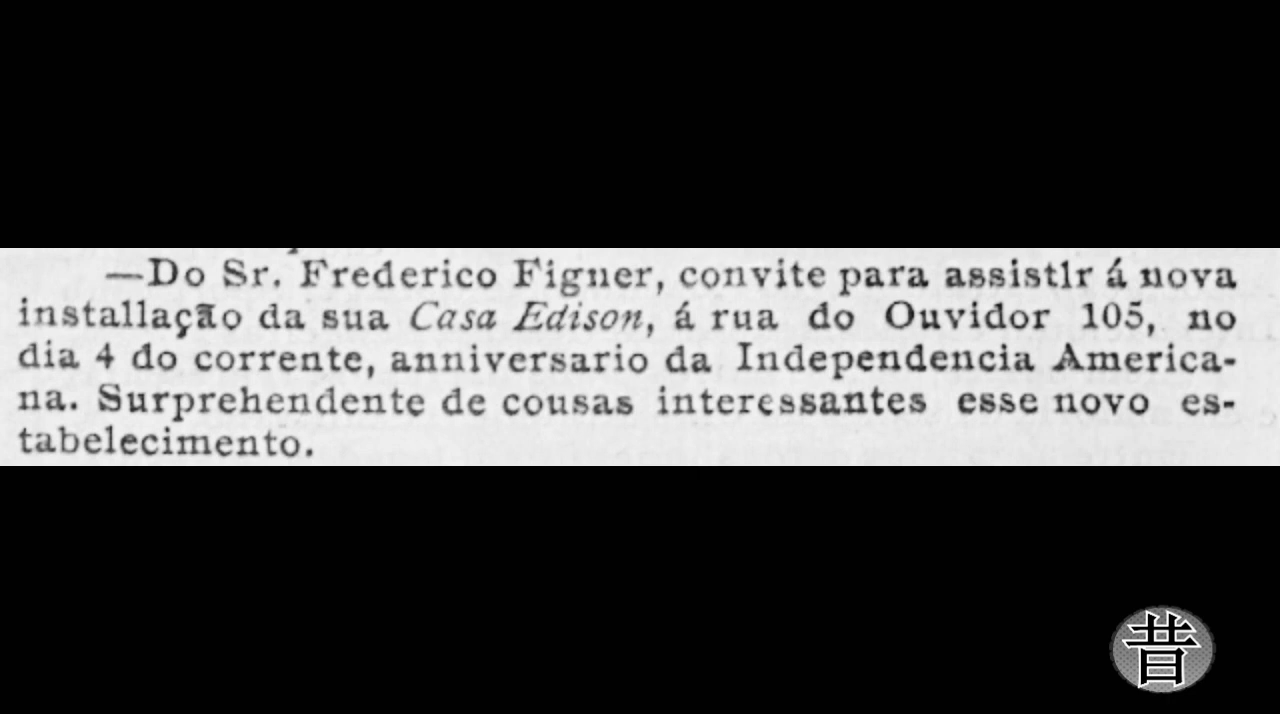 —Do Sr. Frederico Figner, convite para assistir á nova
installação da sua Casa Edison, á rua do Ouvidor 105, no
dia 4 do corrente, anniversario da Independencia America-
na. Surprehendente de cousas interessantes esse novo es-
tabelecimento.
昔